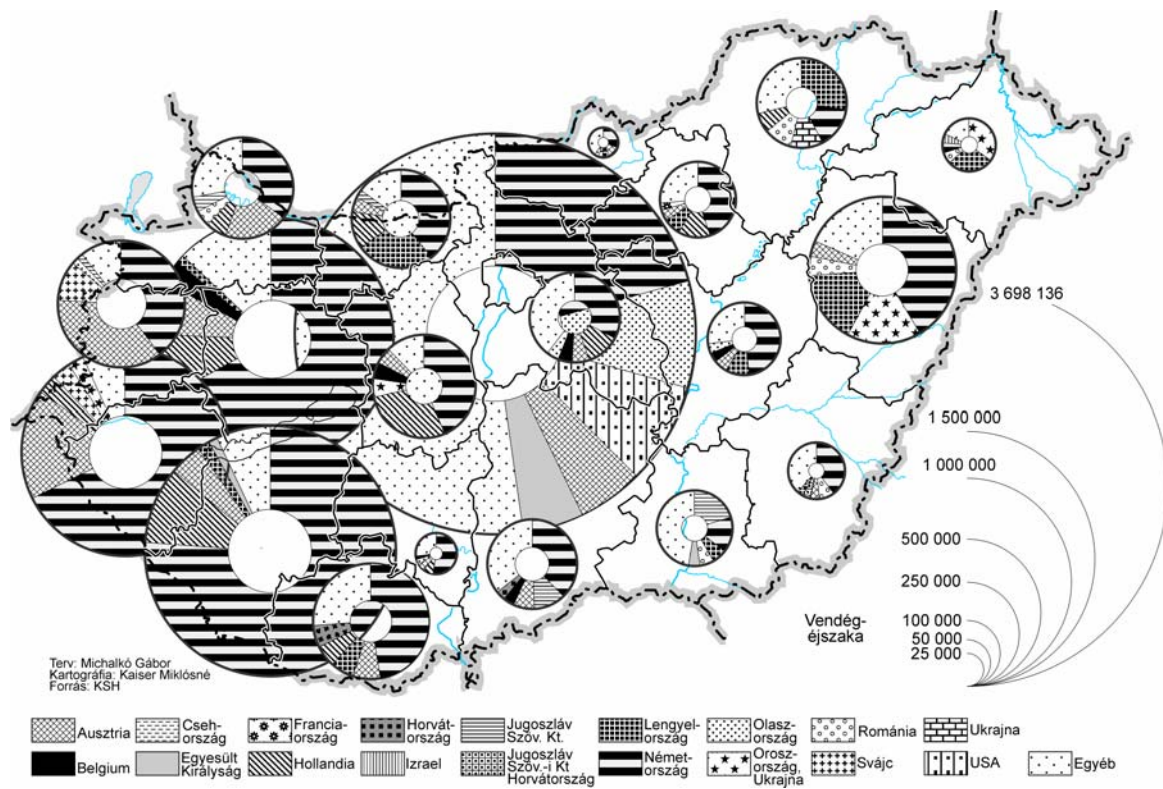 3 698 136
1 500 000
1 000 000
500 000
250 000
Vendég-
éjszaka
100 000
50 000
25 000
Terv: Michalkó Gábor
Kartográfia: Kaiser Miklósné
Forrás: KSH
Ausztria
Cseh-
ország
Francia-
ország
Horvát-
ország
Jugoszláv
Szöv. Kt.
Lengyel-
ország
Olasz-
ország
Románia
Ukrajna
Belgium
Egyesült
Királyság
Hollandia
Izrael
Jugoszláv
Szöv.-i Kt
Horvátország
Német-
ország
Orosz-
ország,
Ukrajna
Svájc
USA
Egyéb